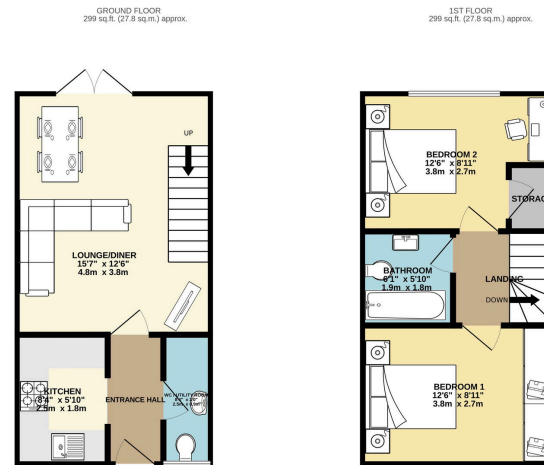 GROUND FLOOR
299 sq.ft. (27.8 sq.m.) approx.
UP
LOUNGE/DINER
15'7" x 12'6"
4.8m x 3.8m
KITCHEN
8'4" x 5'10"
2.5m x 1.8m
ENTRANCE HALL
WC/UTILITY ROOM
1ST FLOOR
299 sq.ft. (27.8 sq.m.) approx.
BEDROOM 2
12'6" x 8'11"
3.8m x 2.7m
STORAG
BATHROOM
6'1" x 5'10"
1.9m x 1.8m
LANDING
DOWN
BEDROOM 1
12'6" x 8'11"
3.8m x 2.7m